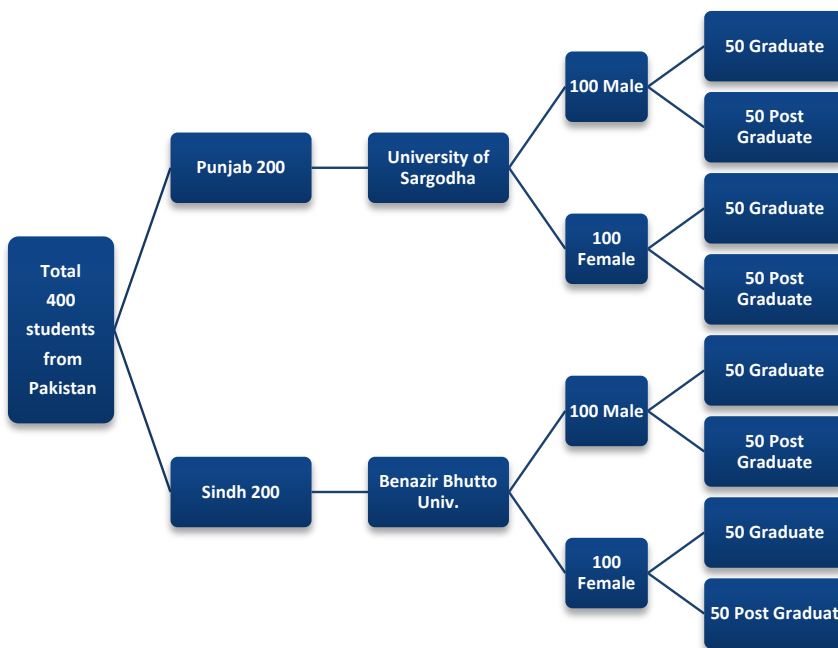 Total
400
students
from
Pakistan
Punjab 200
University of
Sargodha
100 Male
50 Graduate
50 Post
Graduate
100
Female
50 Graduate
50 Post
Graduate
Sindh 200
Benazir Bhutto
Univ.
100 Male
50 Graduate
50 Post
Graduate
100
Female
50 Graduate
50 Post Graduat